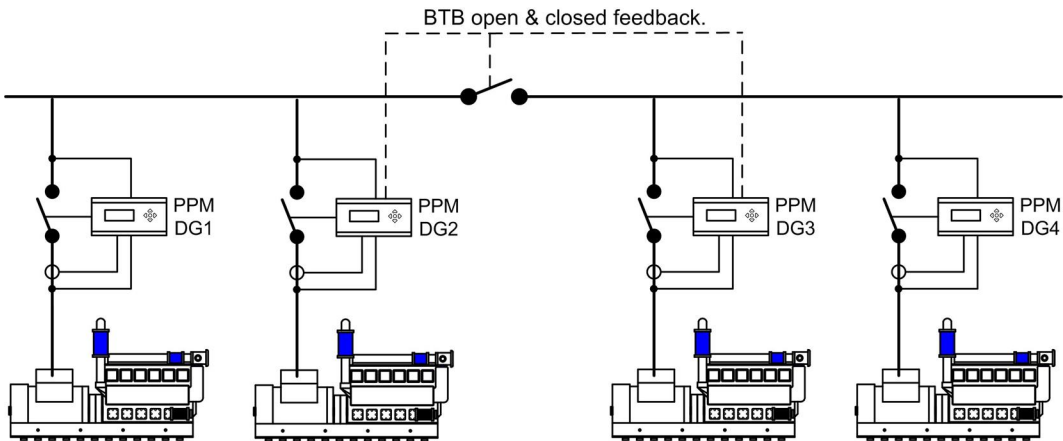 BTB open & closed feedback.
PPM
DG1
PPM
DG2
PPM
DG3
PPM
DG4